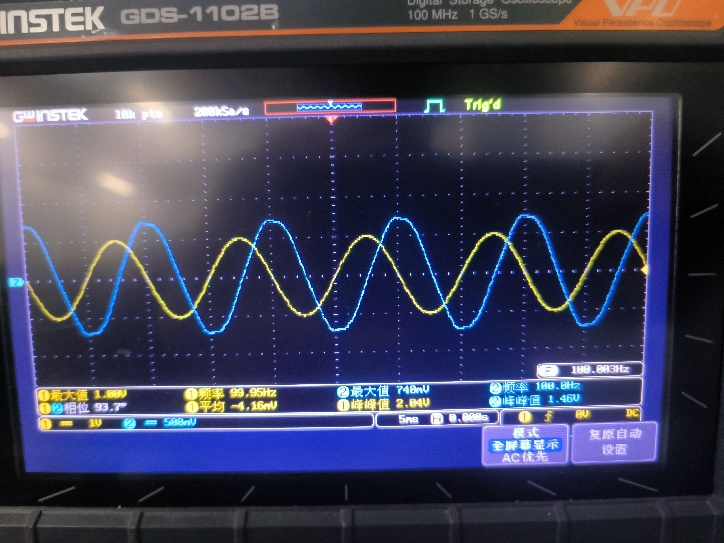 INSTEK GDS-1102B
Digital Storage Oscilloscope
100 MHz 1 GS/s
VPO
Visual Persistence Oscilloscope
GWINSTEK 10k pts 200kSa/s Trig'd
2
F 100.003Hz
1 最大值 1.00V 1 频率 99.95Hz 2 最大值 740mV 2 频率 100.0Hz
1 2 相位 93.7° 1 平均 -4.16mV 1 峰峰值 2.04V 2 峰峰值 1.46V
1 1V 2 500mV 5ms H 0.000s 1 0V DC
模式
全屏幕显示
AC优先
复原自动
设置